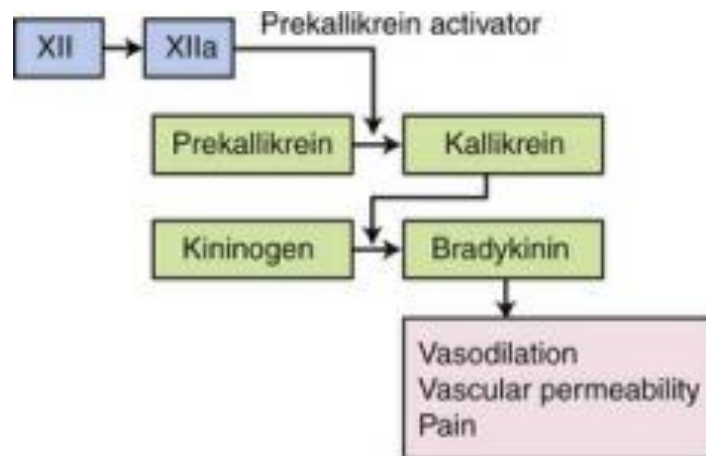 Prekallikrein activator
XII
XIIa
Prekallikrein
Kallikrein
Kininogen
Bradykinin
Vasodilation
Vascular permeability
Pain